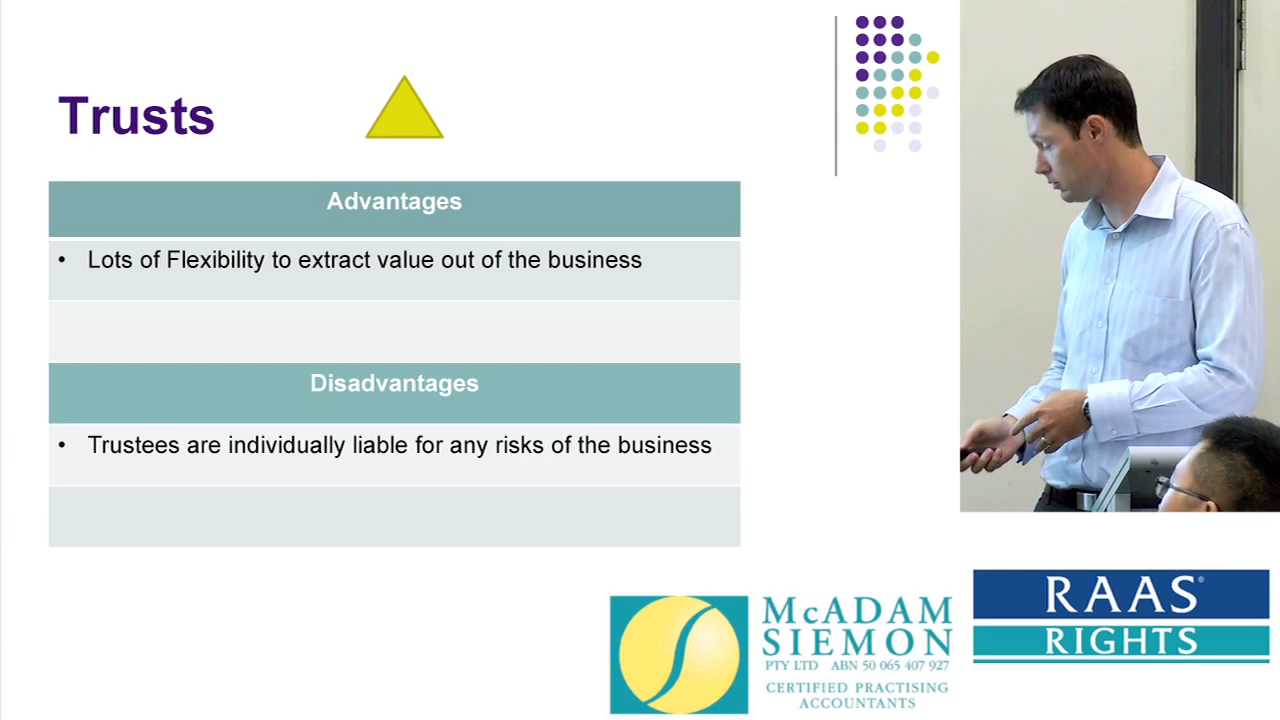 Trusts
Advantages
• Lots of Flexibility to extract value out of the business
Disadvantages
• Trustees are individually liable for any risks of the business
McADAM
SIEMON
PTY LTD ABN 50 065 407 927
CERTIFIED PRACTISING
ACCOUNTANTS
RAAS®
RIGHTS